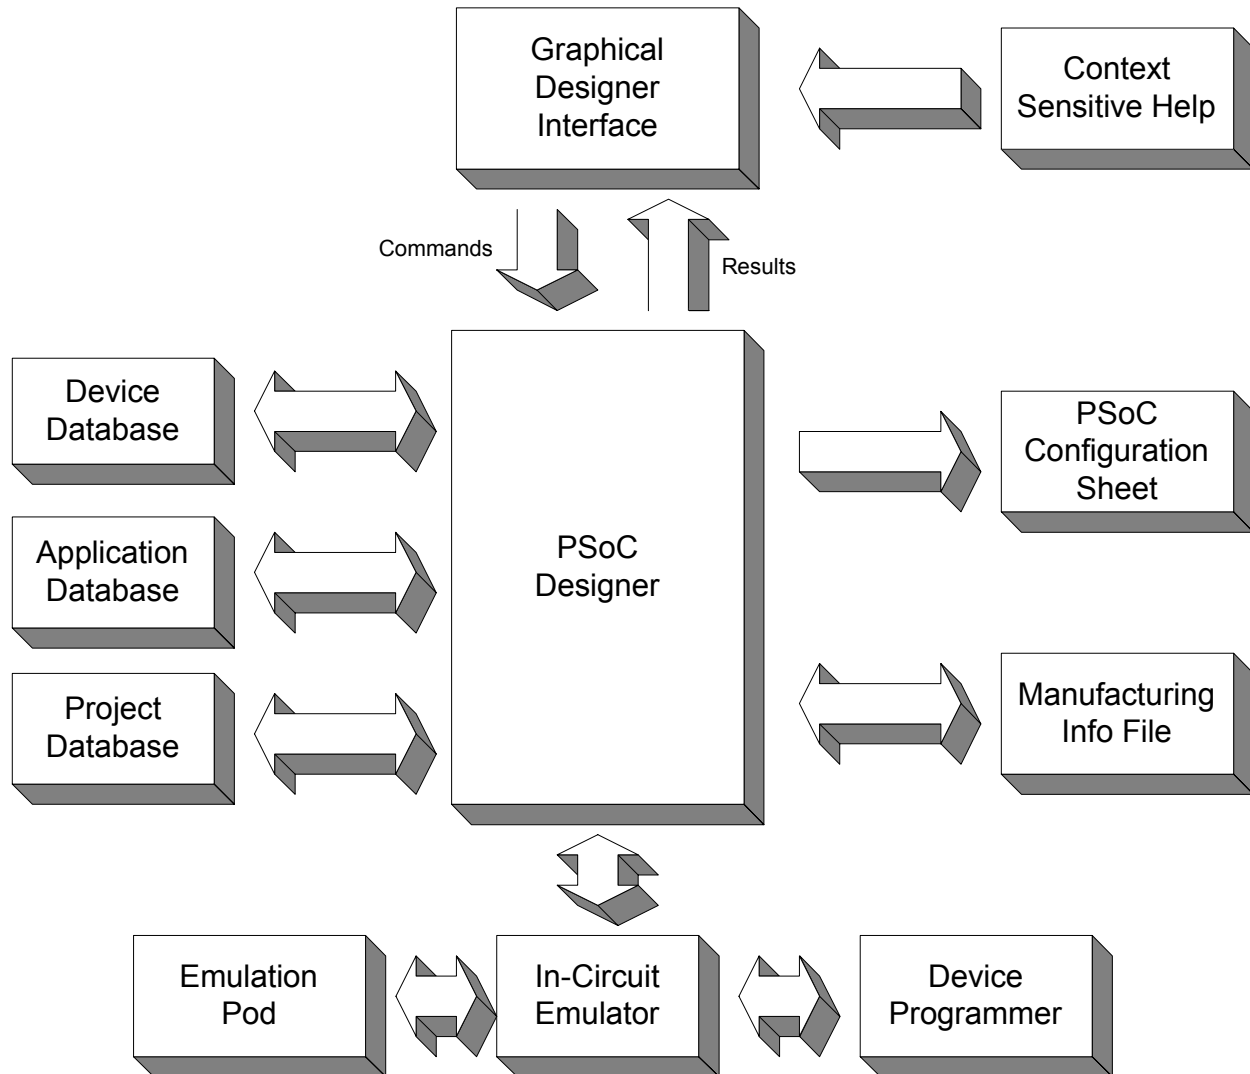 Graphical
Designer
Interface
Context
Sensitive Help
Commands
Results
Device
Database
PSoC
Configuration
Sheet
Application
Database
PSoC
Designer
Project
Database
Manufacturing
Info File
Emulation
Pod
In-Circuit
Emulator
Device
Programmer